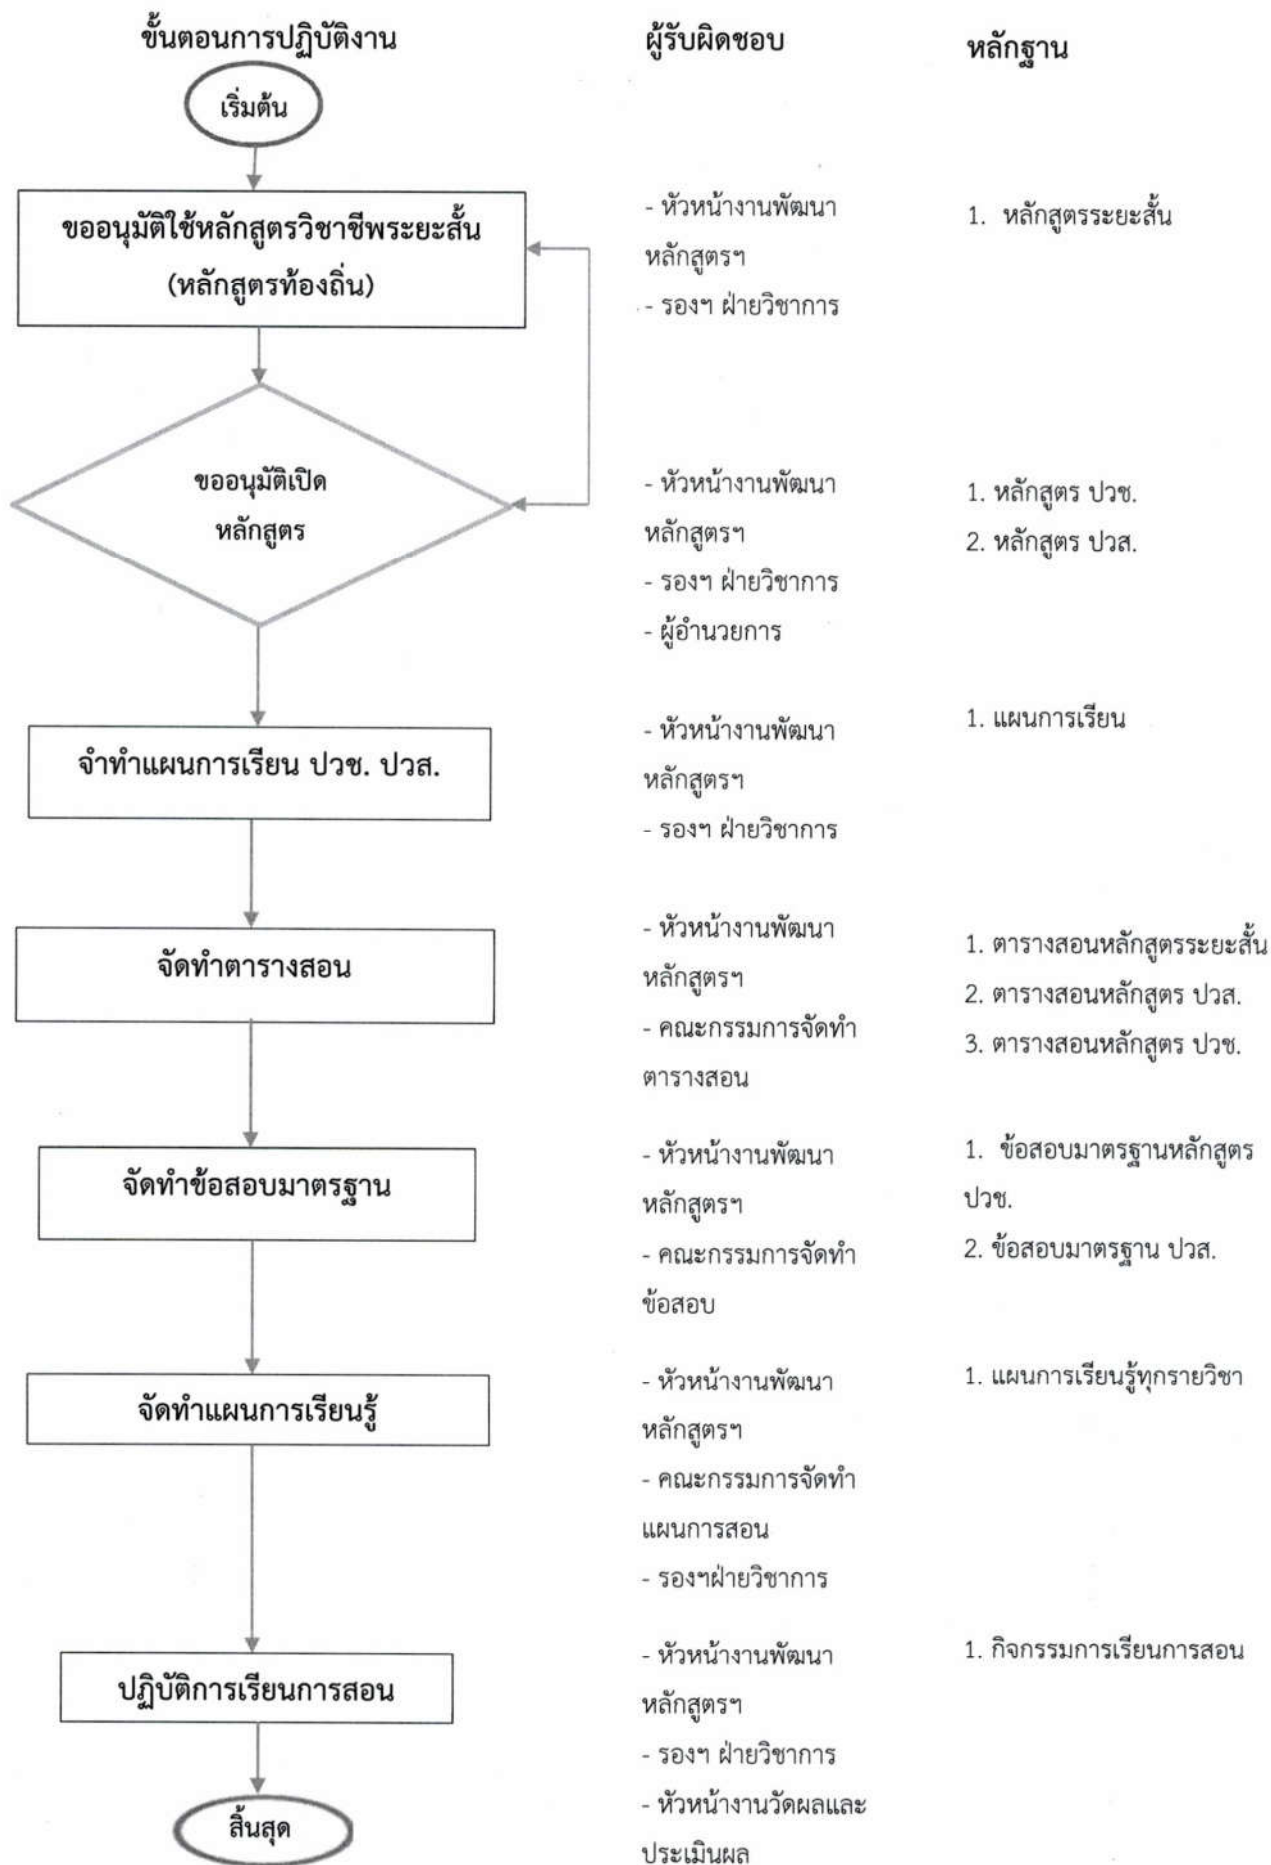 ขั้นตอนการปฏิบัติงาน
ผู้รับผิดชอบ
หลักฐาน
เริ่มต้น
ขออนุมัติใช้หลักสูตรวิชาชีพระยะสั้น
(หลักสูตรท้องถิ่น)
- หัวหน้างานพัฒนา
หลักสูตรฯ
- รองฯ ฝ่ายวิชาการ
1. หลักสูตรระยะสั้น
ขออนุมัติเปิด
หลักสูตร
- หัวหน้างานพัฒนา
หลักสูตรฯ
- รองฯ ฝ่ายวิชาการ
- ผู้อำนวยการ
1. หลักสูตร ปวช.
2. หลักสูตร ปวส.
จำทำแผนการเรียน ปวช. ปวส.
- หัวหน้างานพัฒนา
หลักสูตรฯ
- รองฯ ฝ่ายวิชาการ
1. แผนการเรียน
จัดทำตารางสอน
- หัวหน้างานพัฒนา
หลักสูตรฯ
- คณะกรรมการจัดทำ
ตารางสอน
1. ตารางสอนหลักสูตรระยะสั้น
2. ตารางสอนหลักสูตร ปวส.
3. ตารางสอนหลักสูตร ปวช.
จัดทำข้อสอบมาตรฐาน
- หัวหน้างานพัฒนา
หลักสูตรฯ
- คณะกรรมการจัดทำ
ข้อสอบ
1. ข้อสอบมาตรฐานหลักสูตร
ปวช.
2. ข้อสอบมาตรฐาน ปวส.
จัดทำแผนการเรียนรู้
- หัวหน้างานพัฒนา
หลักสูตรฯ
- คณะกรรมการจัดทำ
แผนการสอน
- รองฯฝ่ายวิชาการ
1. แผนการเรียนรู้ทุกรายวิชา
ปฏิบัติการเรียนการสอน
- หัวหน้างานพัฒนา
หลักสูตรฯ
- รองฯ ฝ่ายวิชาการ
- หัวหน้างานวัดผลและ
ประเมินผล
1. กิจกรรมการเรียนการสอน
สิ้นสุด